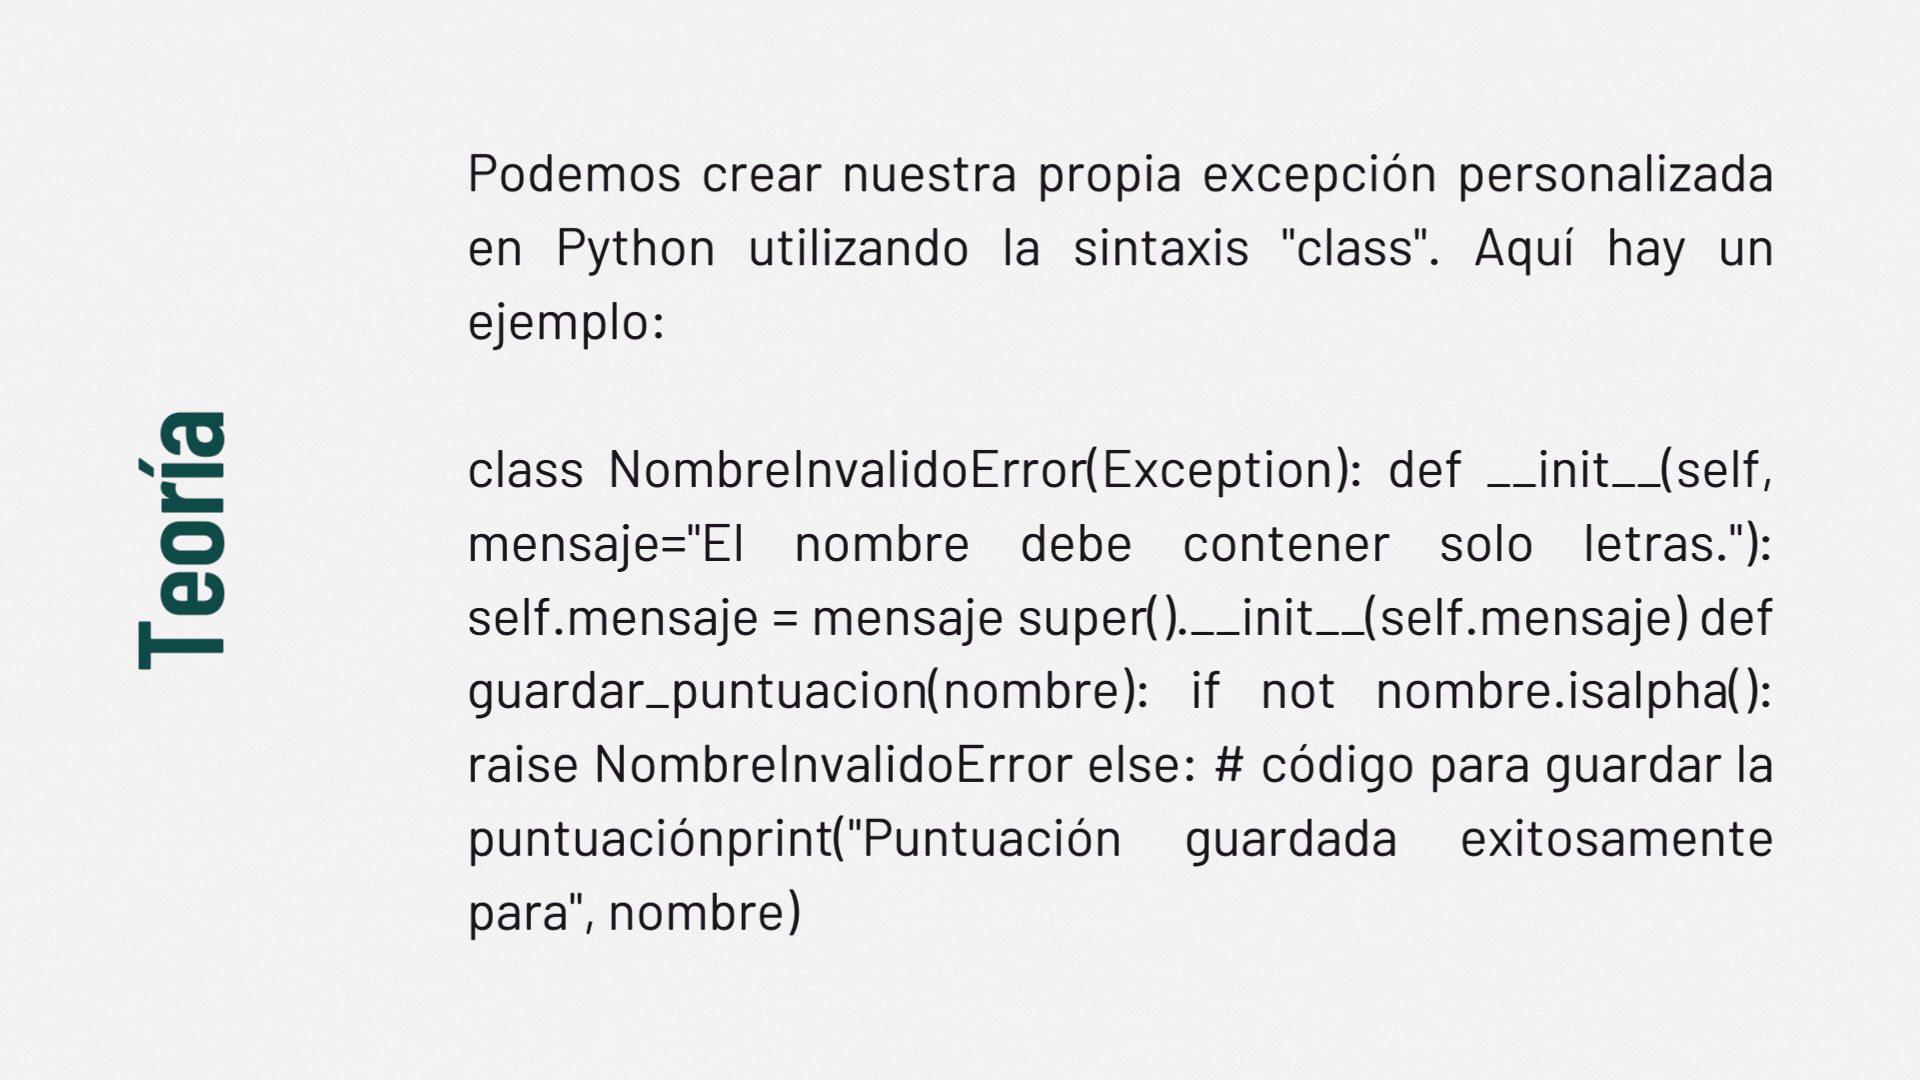 Teoría
Podemos crear nuestra propia excepción personalizada
en Python utilizando la sintaxis "class". Aquí hay un
ejemplo:
class NombreInvalidoError(Exception): def __init__(self,
mensaje="El nombre debe contener solo letras."):
self.mensaje = mensaje super().__init__(self.mensaje) def
guardar_puntuacion(nombre): if not nombre.isalpha():
raise NombreInvalidoError else: # código para guardar la
puntuaciónprint("Puntuación guardada exitosamente
para", nombre)